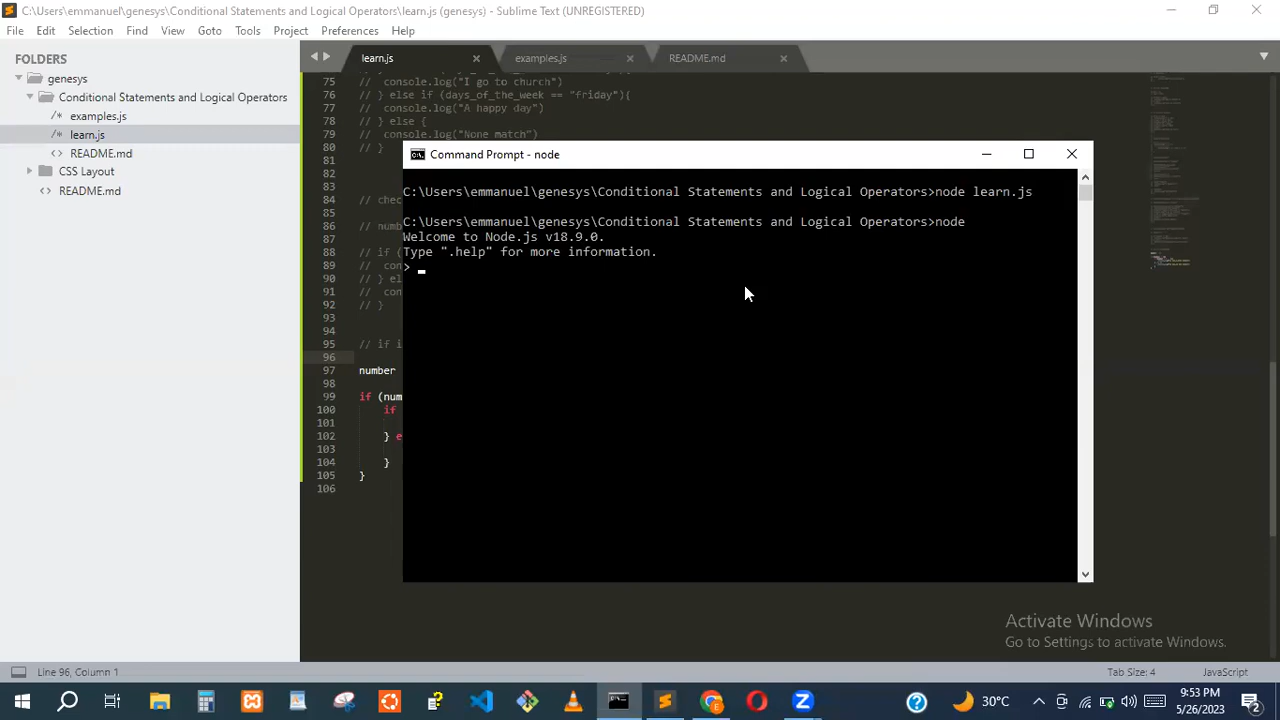 C:\Users\emmanuel\genesys\Conditional Statements and Logical Operators\learn.js (genesys) - Sublime Text (UNREGISTERED)
File Edit Selection Find View Goto Tools Project Preferences Help
FOLDERS
genesys
Conditional Statements and Logical Operators
examples.js
learn.js
README.md
CSS Layout
README.md
learn.js examples.js README.md
75 // console.log("I go to church")
76 // } else if (days_of_the_week == "friday"){
77 // console.log("A happy day")
78 // } else {
79 // console.log("None match")
80 // }
81
82
83
84 // chec
85
86 // numb
87
88 // if (
89 // con
90 // } el
91 // con
92 // }
93
94
95 // if i
96
97 number
98
99 if (num
100 if
101
102 } e
103
104 }
105 }
106
Command Prompt - node
C:\Users\emmanuel\genesys\Conditional Statements and Logical Operators>node learn.js
C:\Users\emmanuel\genesys\Conditional Statements and Logical Operators>node
Welcome to Node.js v18.9.0.
Type ".help" for more information.
>
Activate Windows
Go to Settings to activate Windows.
Line 96, Column 1
Tab Size: 4 JavaScript
30°C
9:53 PM
5/26/2023
2